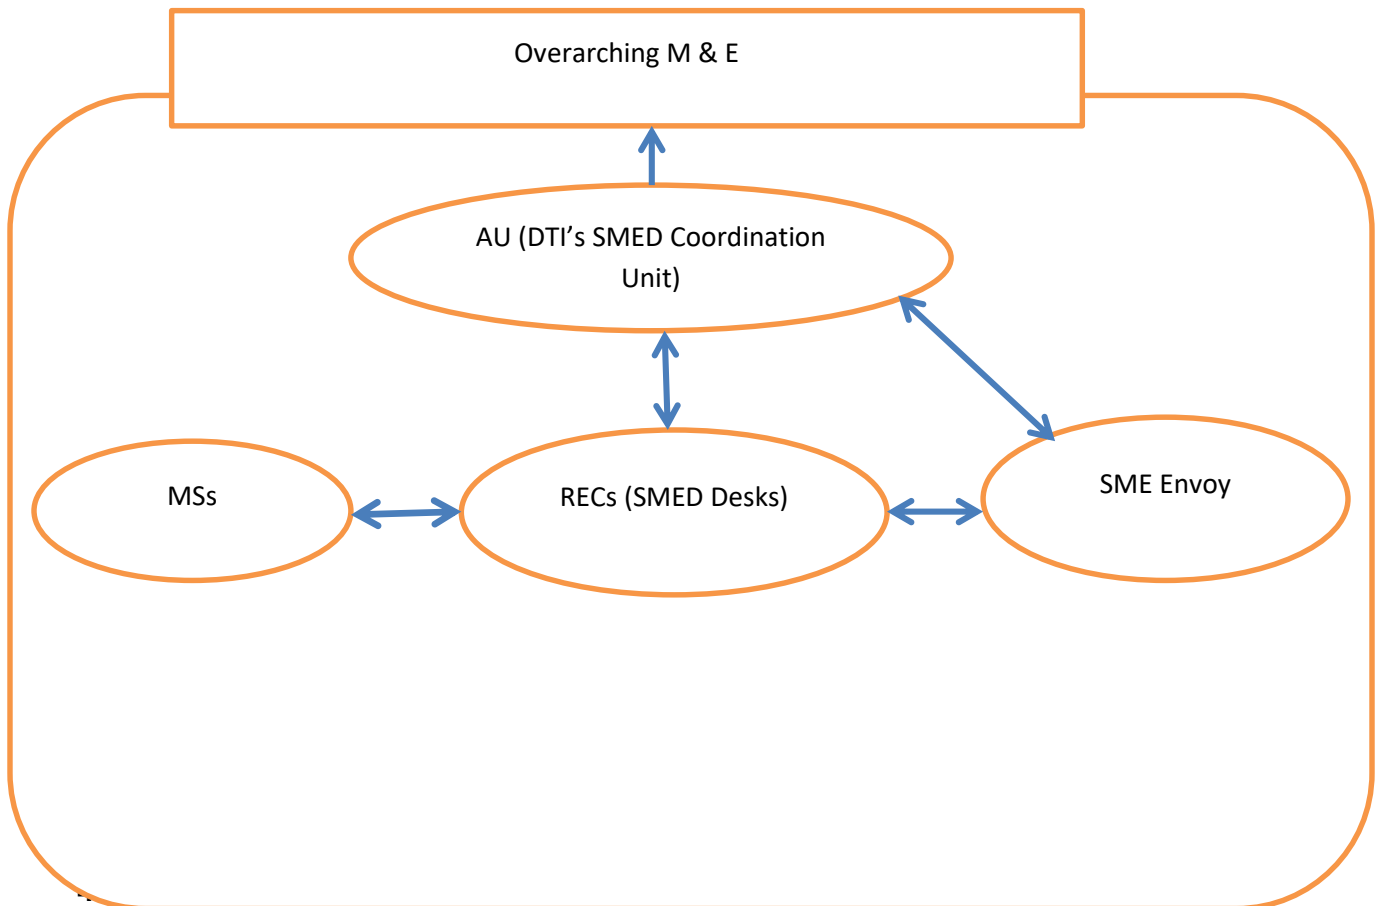 Overarching M & E
AU (DTI's SMED Coordination
Unit)
MSs
RECs (SMED Desks)
SME Envoy